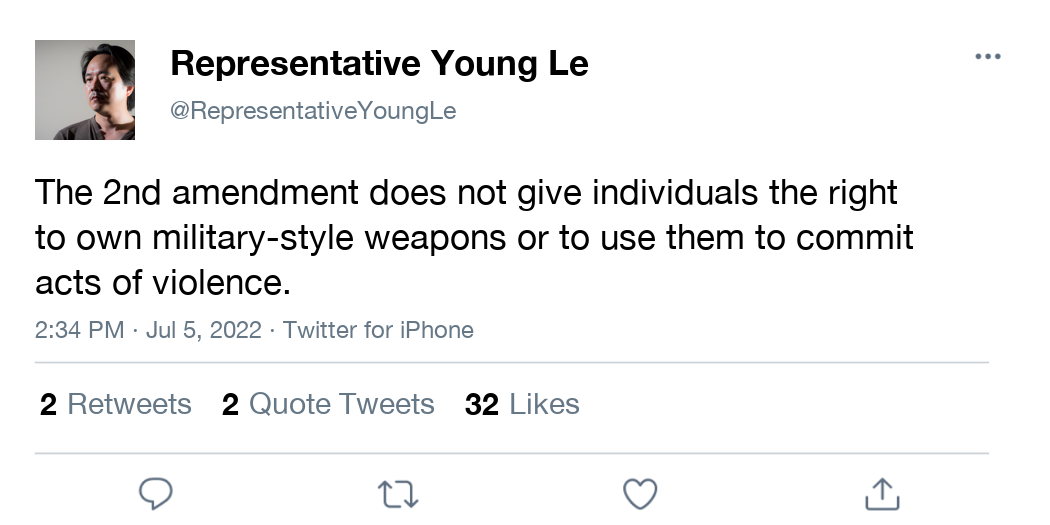 Representative Young Le
@RepresentativeYoungLe
The 2nd amendment does not give individuals the right
to own military-style weapons or to use them to commit
acts of violence.
2:34 PM · Jul 5, 2022 · Twitter for iPhone
2 Retweets 2 Quote Tweets 32 Likes